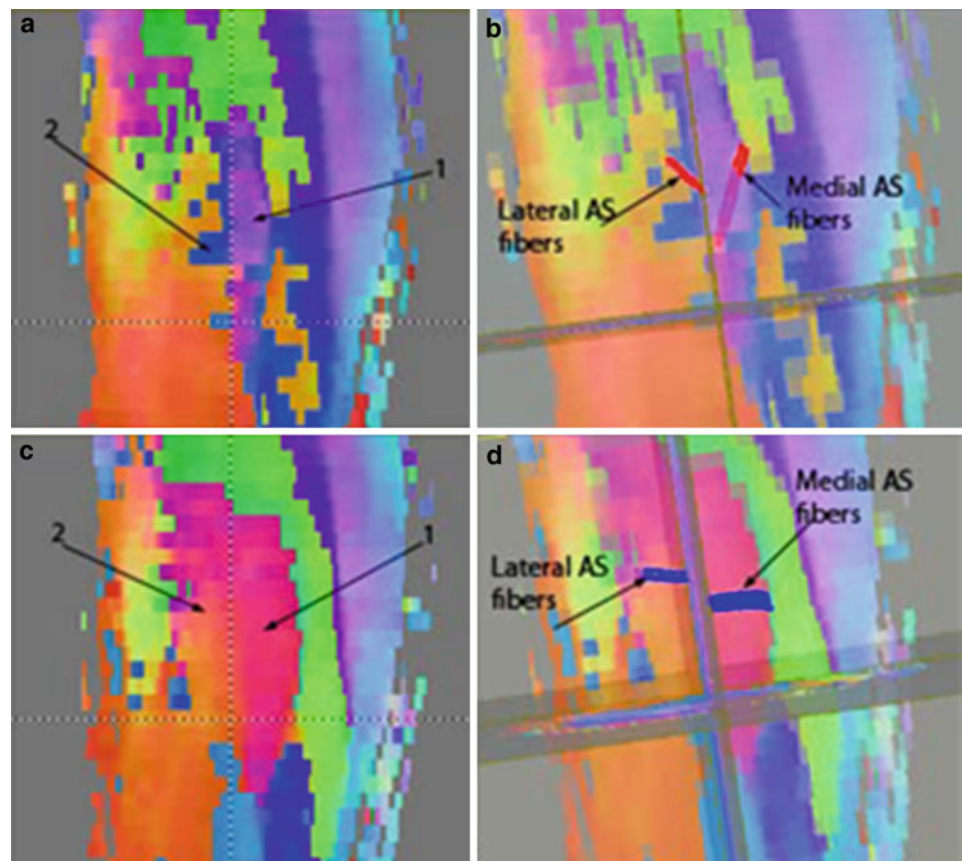 a
2
1
b
Lateral AS
fibers
Medial AS
fibers
c
2
1
d
Medial AS
fibers
Lateral AS
fibers